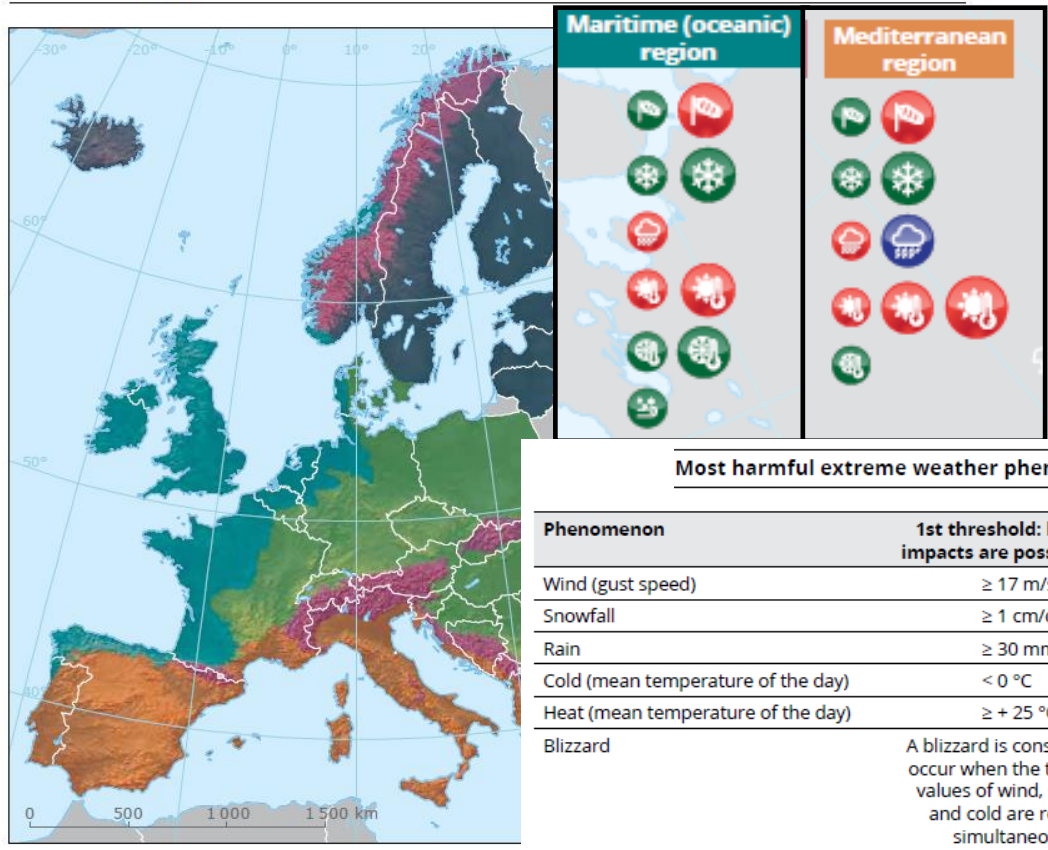 Maritime (oceanic)
region
Mediterranean
region
-30°
-20°
-10°
0°
10°
20°
60°
50°
40°
0
500
1 000
1 500 km
Most harmful extreme weather phen
Phenomenon
1st threshold:
impacts are poss
Wind (gust speed)
≥ 17 m/
Snowfall
≥ 1 cm/
Rain
≥ 30 mm
Cold (mean temperature of the day)
< 0 °C
Heat (mean temperature of the day)
≥ + 25 °
Blizzard
A blizzard is cons
occur when the t
values of wind,
and cold are r
simultaneo